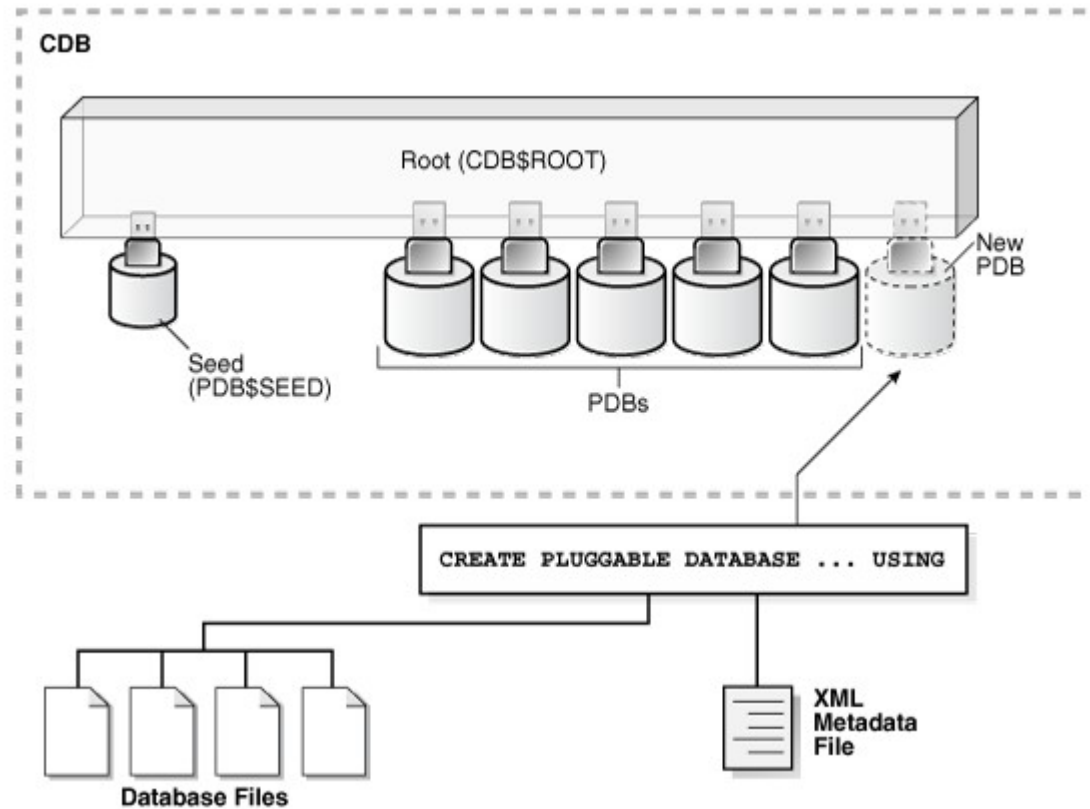 CDB
Root (CDB$ROOT)
New
PDB
Seed
(PDB$SEED)
PDBs
CREATE PLUGGABLE DATABASE ... USING
XML
Metadata
File
Database Files